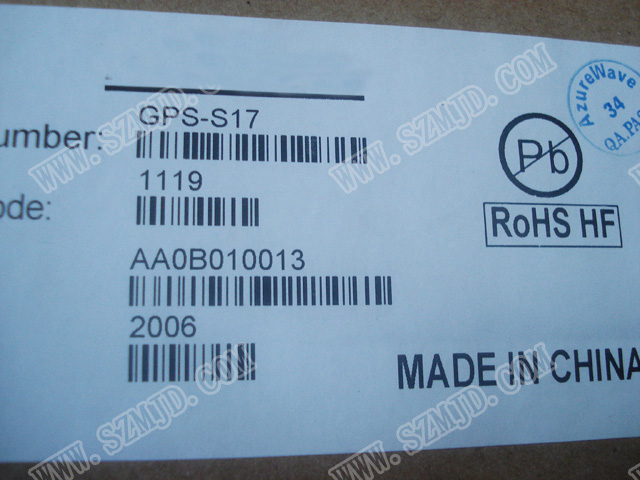 GPS-S17
umber:
1119
ode:
AA0B010013
2006
Pb
RoHS HF
MADE IN CHINA
AzureWave
34
QA.PA
WWW.SZMJD.COM
WWW.SZMJD.COM
WWW.SZMJD.COM
WWW.SZMJD.COM